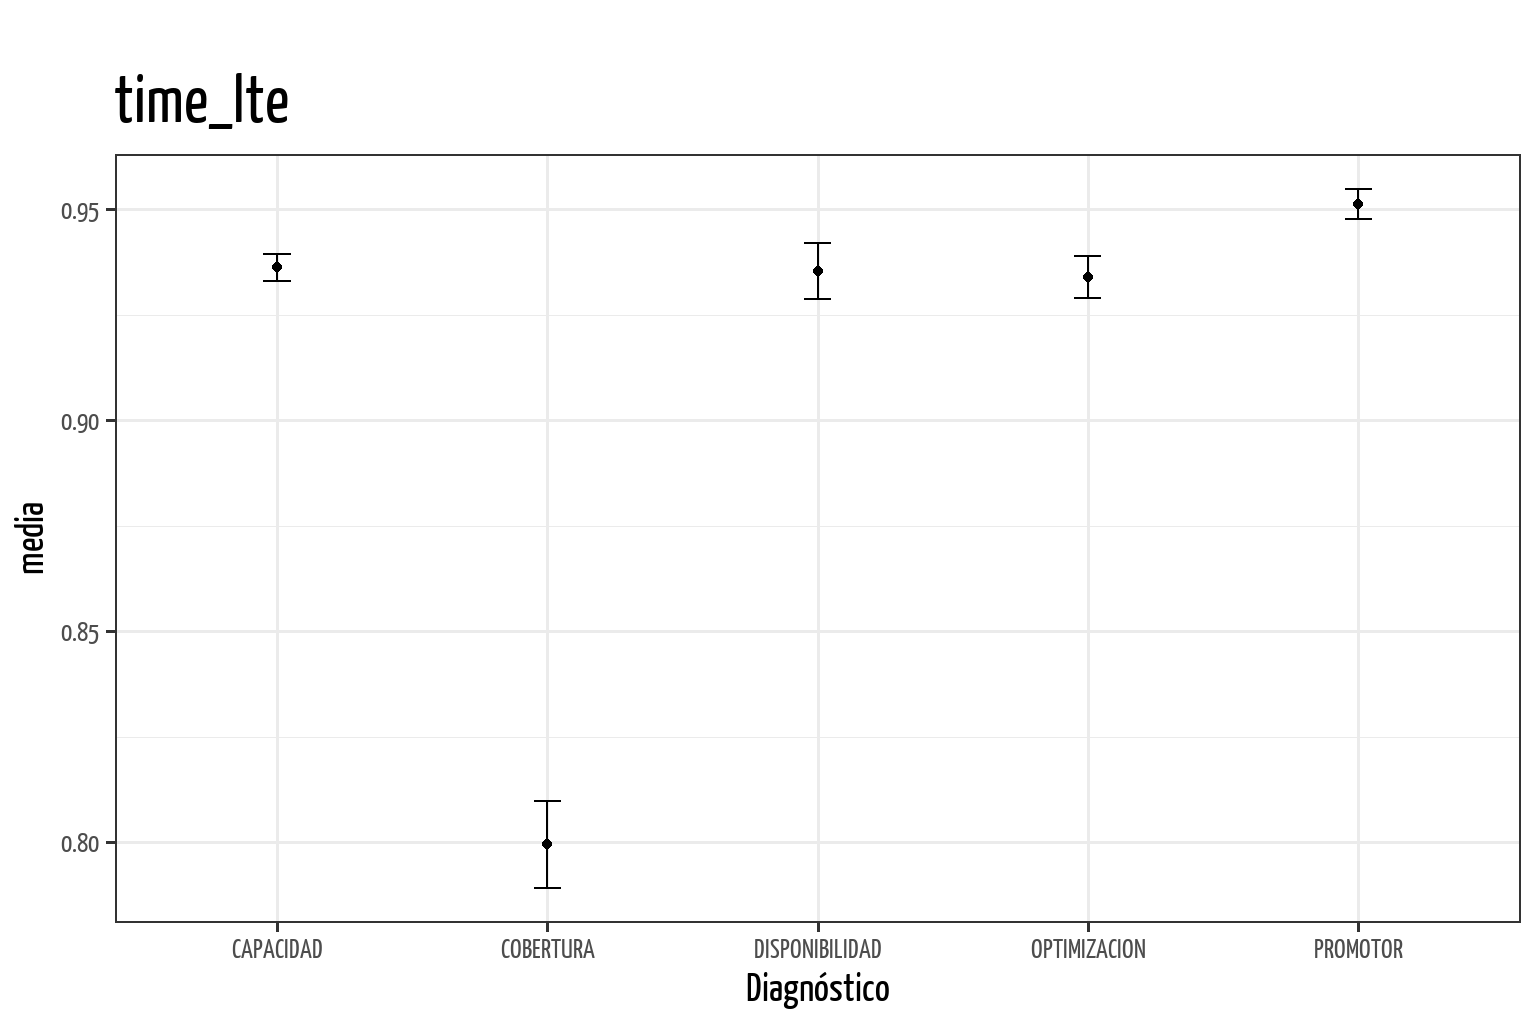 time_lte
0.95
0.90
0.85
0.80
media
CAPACIDAD COBERTURA DISPONIBILIDAD OPTIMIZACION PROMOTOR
Diagnóstico